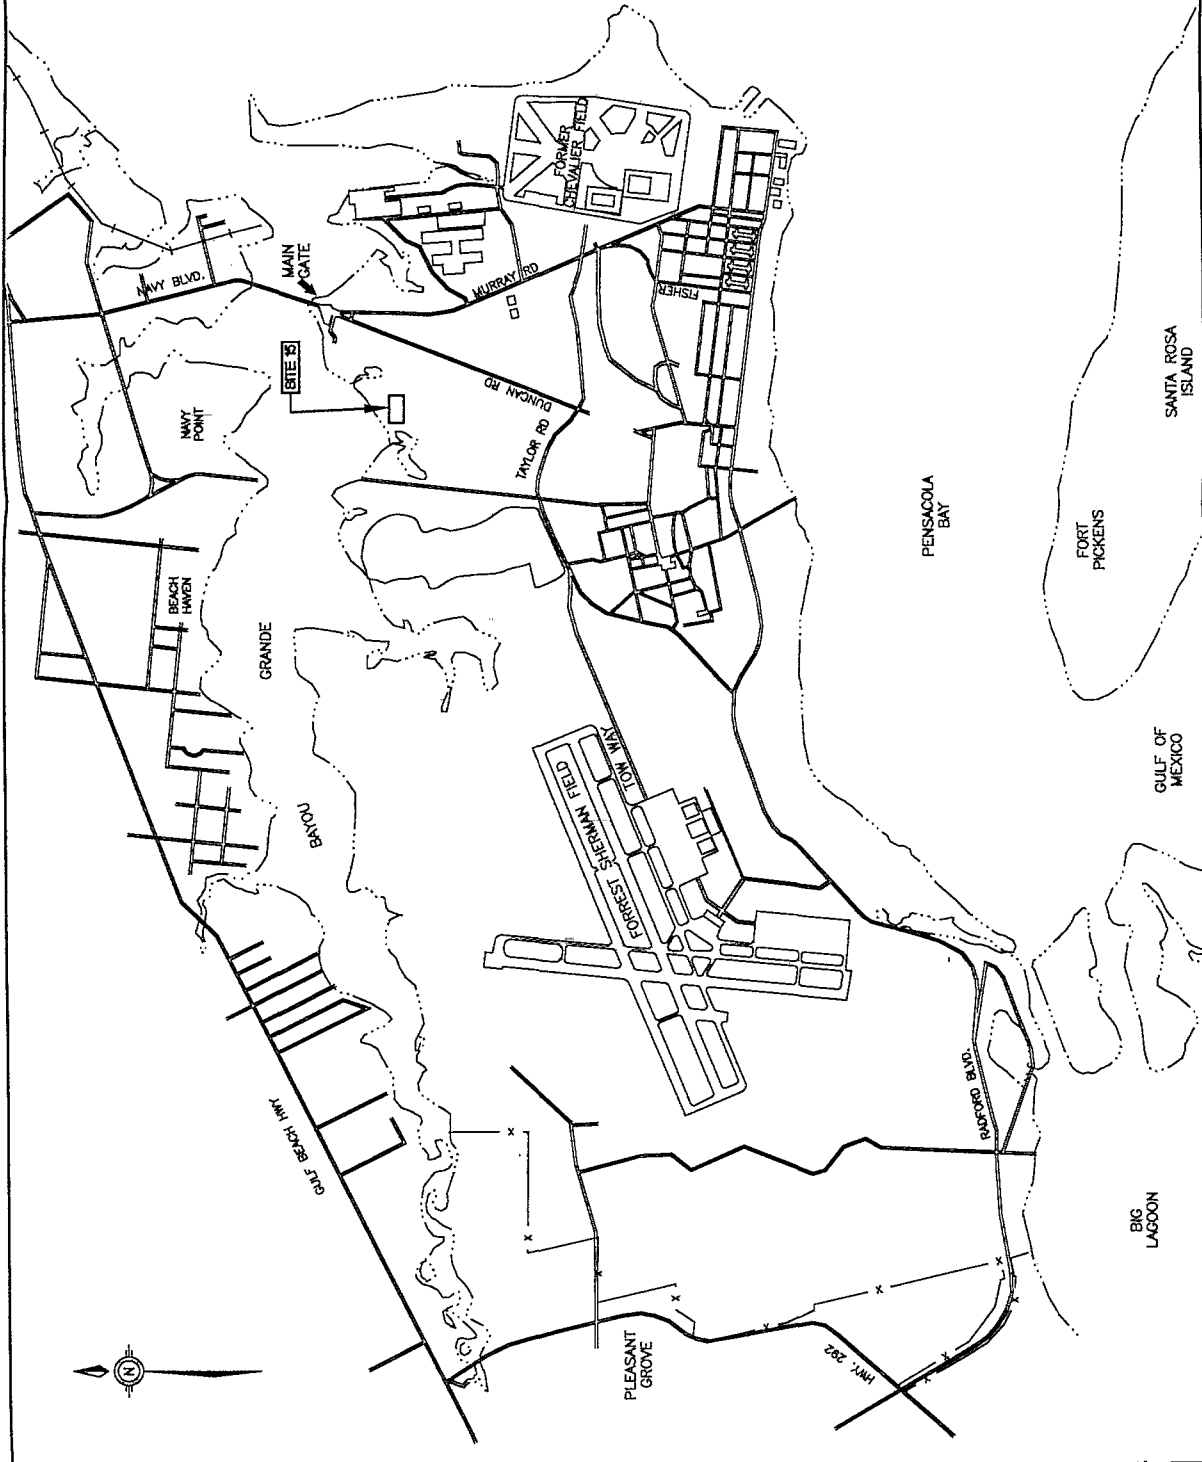 NAVY BLVD.
MAIN
GATE
SITE 15
NAVY
POINT
FORMER
CHEVALIER FIELD
MURRAY RD
FISHER
DUNCAN RD
TAYLOR RD
BEACH
HAVEN
GRANDE
BAYOU
SANTA ROSA
ISLAND
PENSACOLA
BAY
FORT
PICKENS
TOW WAY
FORREST SHERMAN FIELD
GULF OF
MEXICO
GULF BEACH HWY
RADFORD BLVD.
BIG
LAGOON
PLEASANT
GROVE
HWY. 292
N